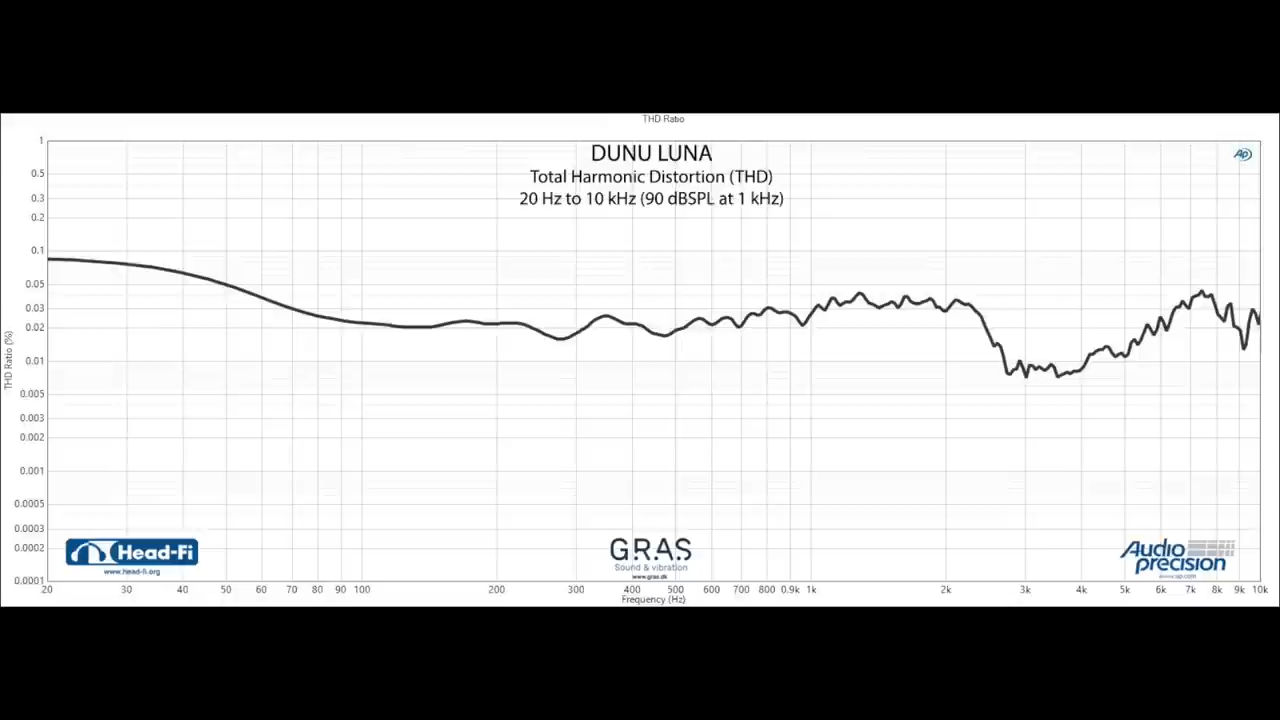 THD Ratio
DUNU LUNA
Total Harmonic Distortion (THD)
20 Hz to 10 kHz (90 dBSPL at 1 kHz)
AP
1
0.5
0.3
0.2
0.1
0.05
0.03
0.02
0.01
0.005
0.003
0.002
0.001
0.0005
0.0003
0.0002
0.0001
THD Ratio (%)
Head-Fi
www.head-fi.org
G.R.A.S
Sound & vibration
www.gras.dk
Audio
precision
www.ap.com
20 30 40 50 60 70 80 90 100 200 300 400 500 600 700 800 0.9k 1k 2k 3k 4k 5k 6k 7k 8k 9k 10k
Frequency (Hz)